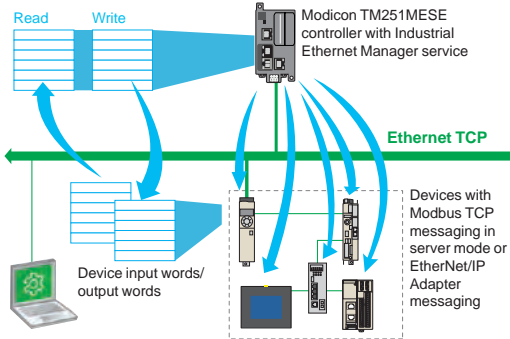 Read Write
Modicon TM251MESE
controller with Industrial
Ethernet Manager service
Ethernet TCP
Devices with
Modbus TCP
messaging in
server mode or
EtherNet/IP
Adapter
messaging
Device input words/
output words